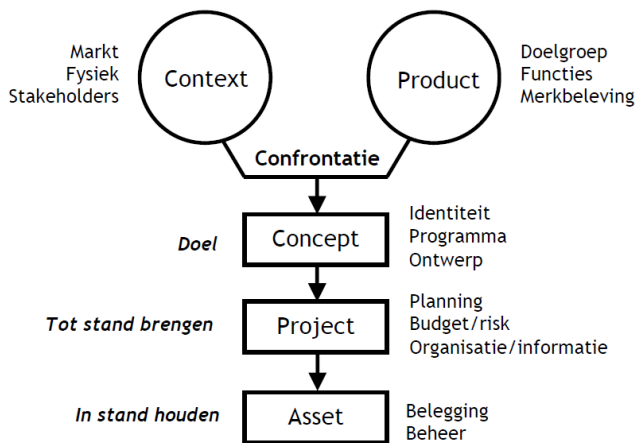 Markt
Fysiek
Stakeholders
Context
Product
Doelgroep
Functies
Merkbeleving
Confrontatie
Doel
Concept
Identiteit
Programma
Ontwerp
Tot stand brengen
Project
Planning
Budget/risk
Organisatie/informatie
In stand houden
Asset
Belegging
Beheer